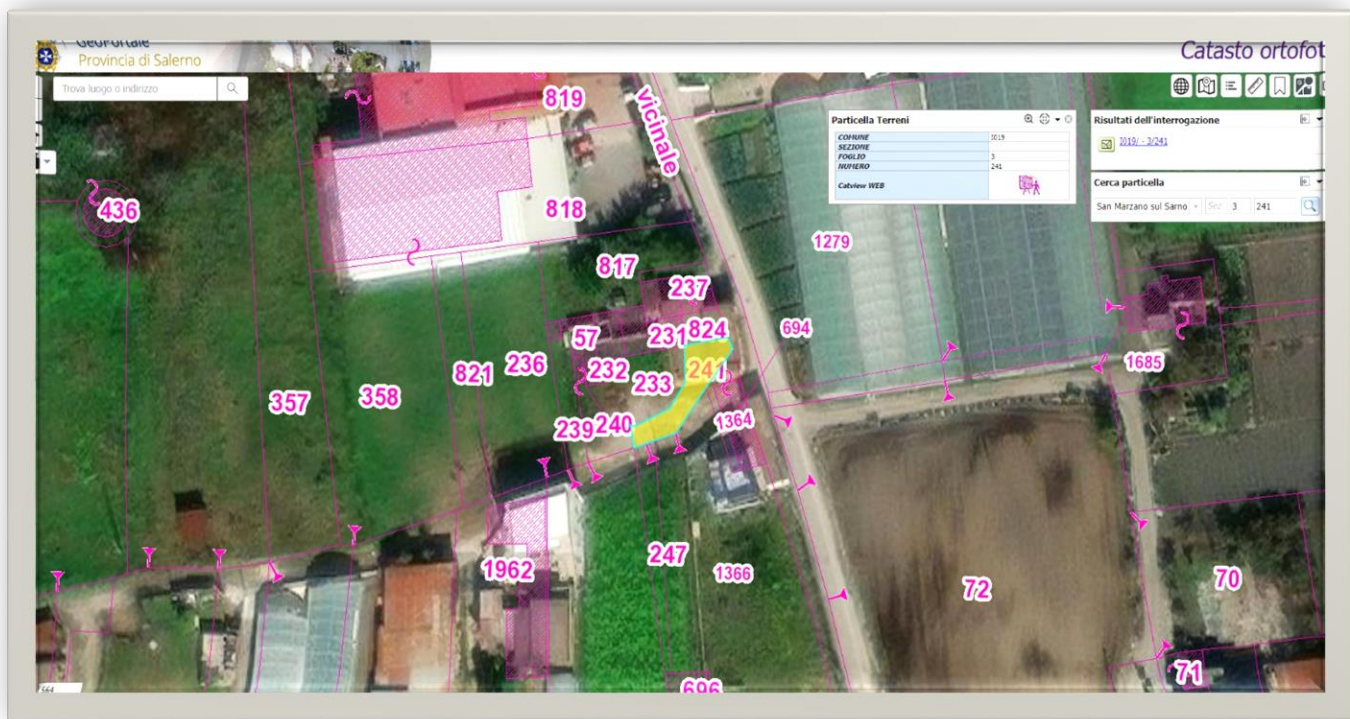 GeoPortale
Provincia di Salerno
Catasto ortofot
Trova luogo o indirizzo
Particella Terreni
COMUNE I019
SEZIONE
FOGLIO 3
NUMERO 241
Catview WEB
Risultati dell'interrogazione
I019/ - 3/241
Cerca particella
San Marzano sul Sarno Sez 3 241
819
vicinale
818
436
1279
817
237
694
57
231
824
1685
821
236
232
233
241
357
358
239
240
1364
247
1962
1366
72
70
71
696
564